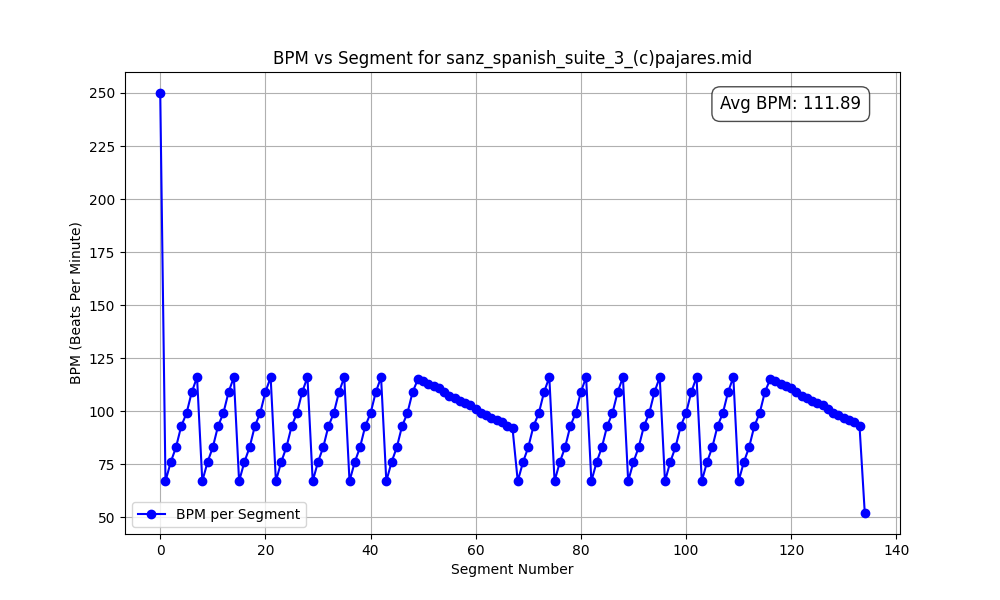 BPM vs Segment for sanz_spanish_suite_3_(c)pajares.mid
Avg BPM: 111.89
BPM (Beats Per Minute)
250
225
200
175
150
125
100
75
50
BPM per Segment
0 20 40 60 80 100 120 140
Segment Number